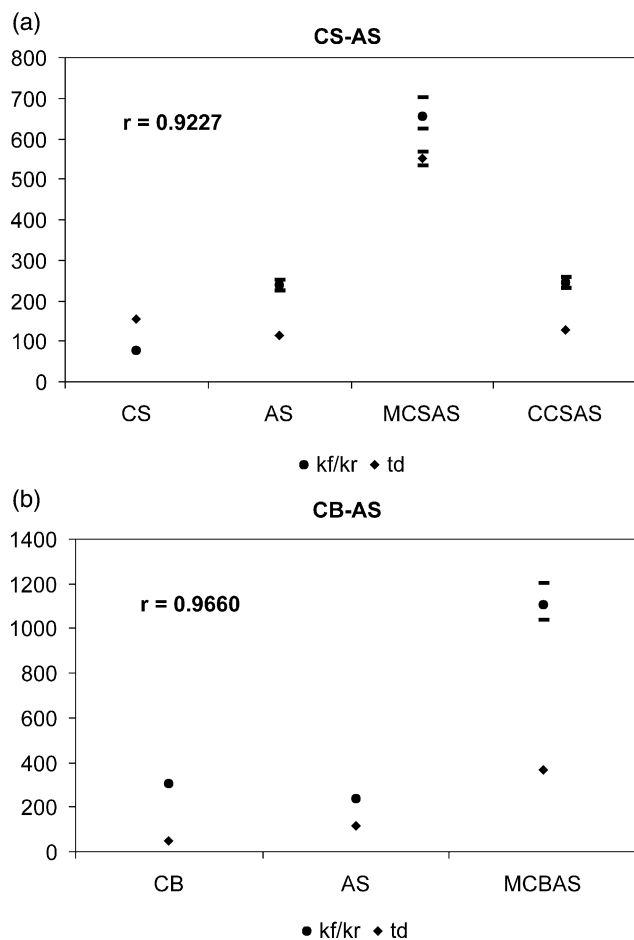 (a)
CS-AS
800
700
600
500
400
300
200
100
0
r = 0.9227
CS AS MCSAS CCSAS
kf/kr td
(b)
CB-AS
1400
1200
1000
800
600
400
200
0
r = 0.9660
CB AS MCBAS
kf/kr td